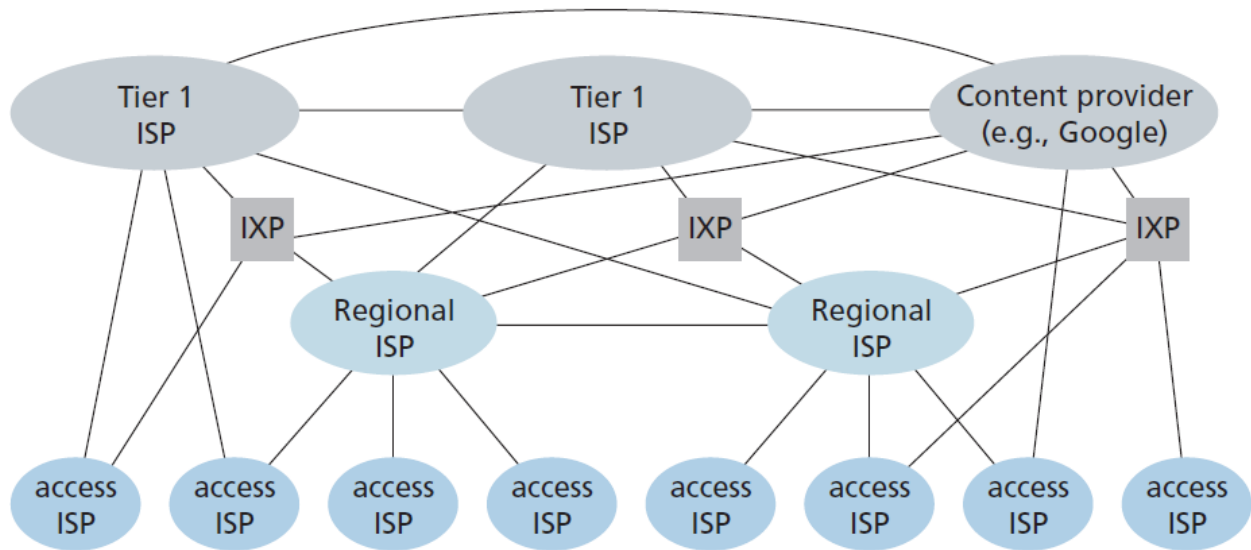 Tier 1
ISP
Tier 1
ISP
Content provider
(e.g., Google)
IXP
IXP
IXP
Regional
ISP
Regional
ISP
access
ISP
access
ISP
access
ISP
access
ISP
access
ISP
access
ISP
access
ISP
access
ISP